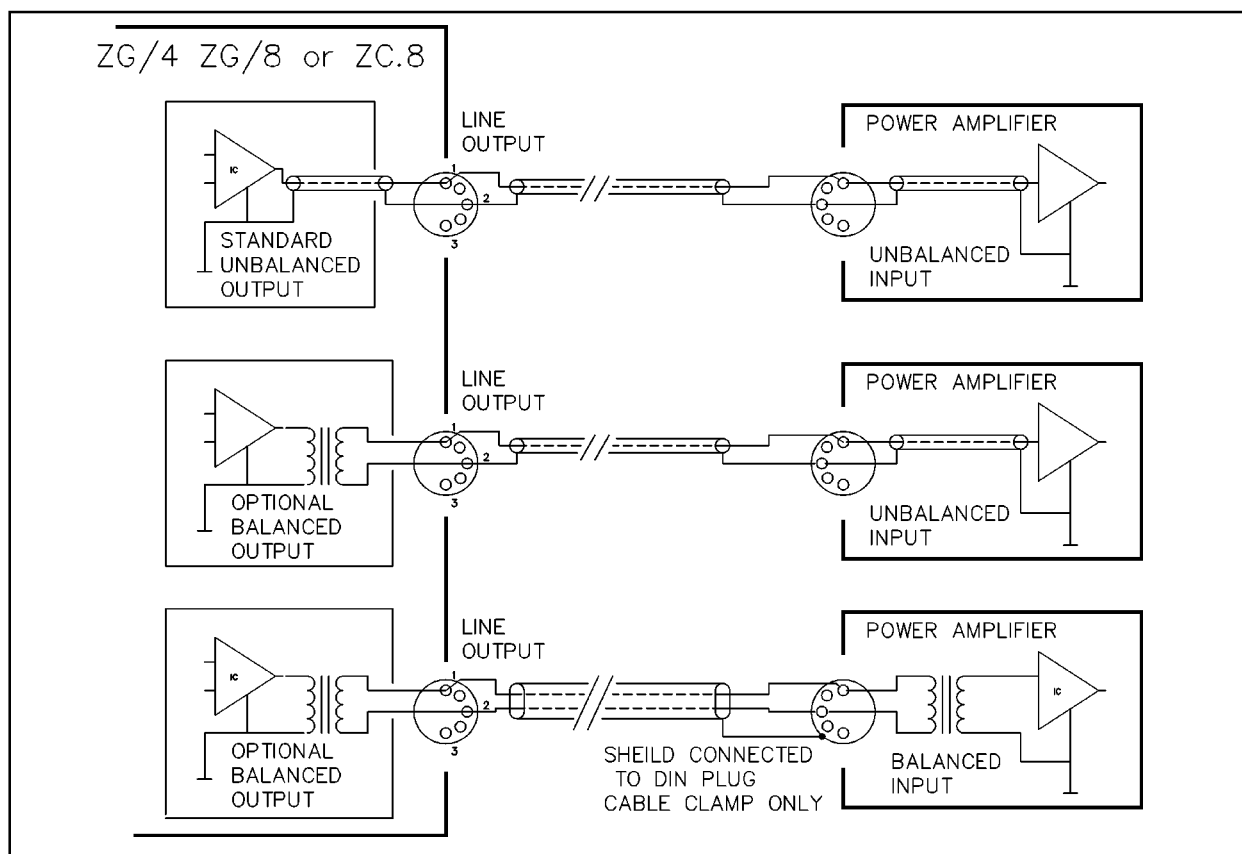 ZG/4 ZG/8 or ZC.8
IC
STANDARD
UNBALANCED
OUTPUT
LINE
OUTPUT
1
2
3
POWER AMPLIFIER
UNBALANCED
INPUT
OPTIONAL
BALANCED
OUTPUT
LINE
OUTPUT
1
2
3
POWER AMPLIFIER
UNBALANCED
INPUT
IC
OPTIONAL
BALANCED
OUTPUT
LINE
OUTPUT
1
2
3
SHEILD CONNECTED
TO DIN PLUG
CABLE CLAMP ONLY
POWER AMPLIFIER
IC
BALANCED
INPUT